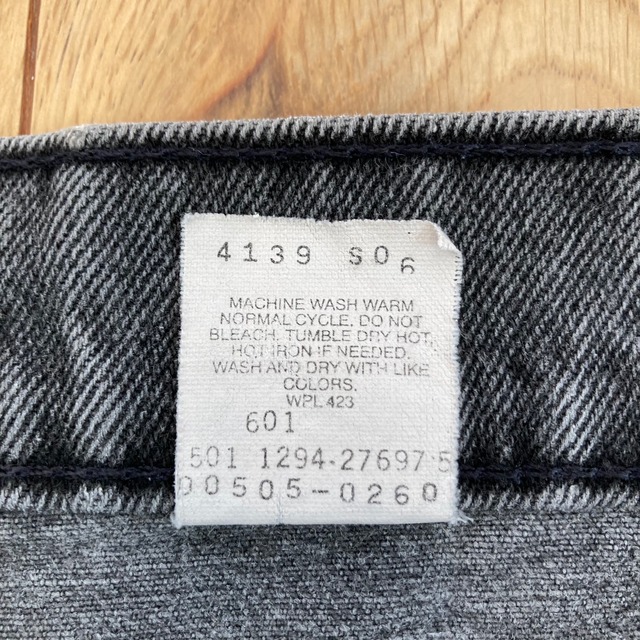 4139 S06
MACHINE WASH WARM
NORMAL CYCLE. DO NOT
BLEACH. TUMBLE DRY HOT,
HOT IRON IF NEEDED.
WASH AND DRY WITH LIKE
COLORS.
WPL 423
601
501 1294-27697-5
00505-0260